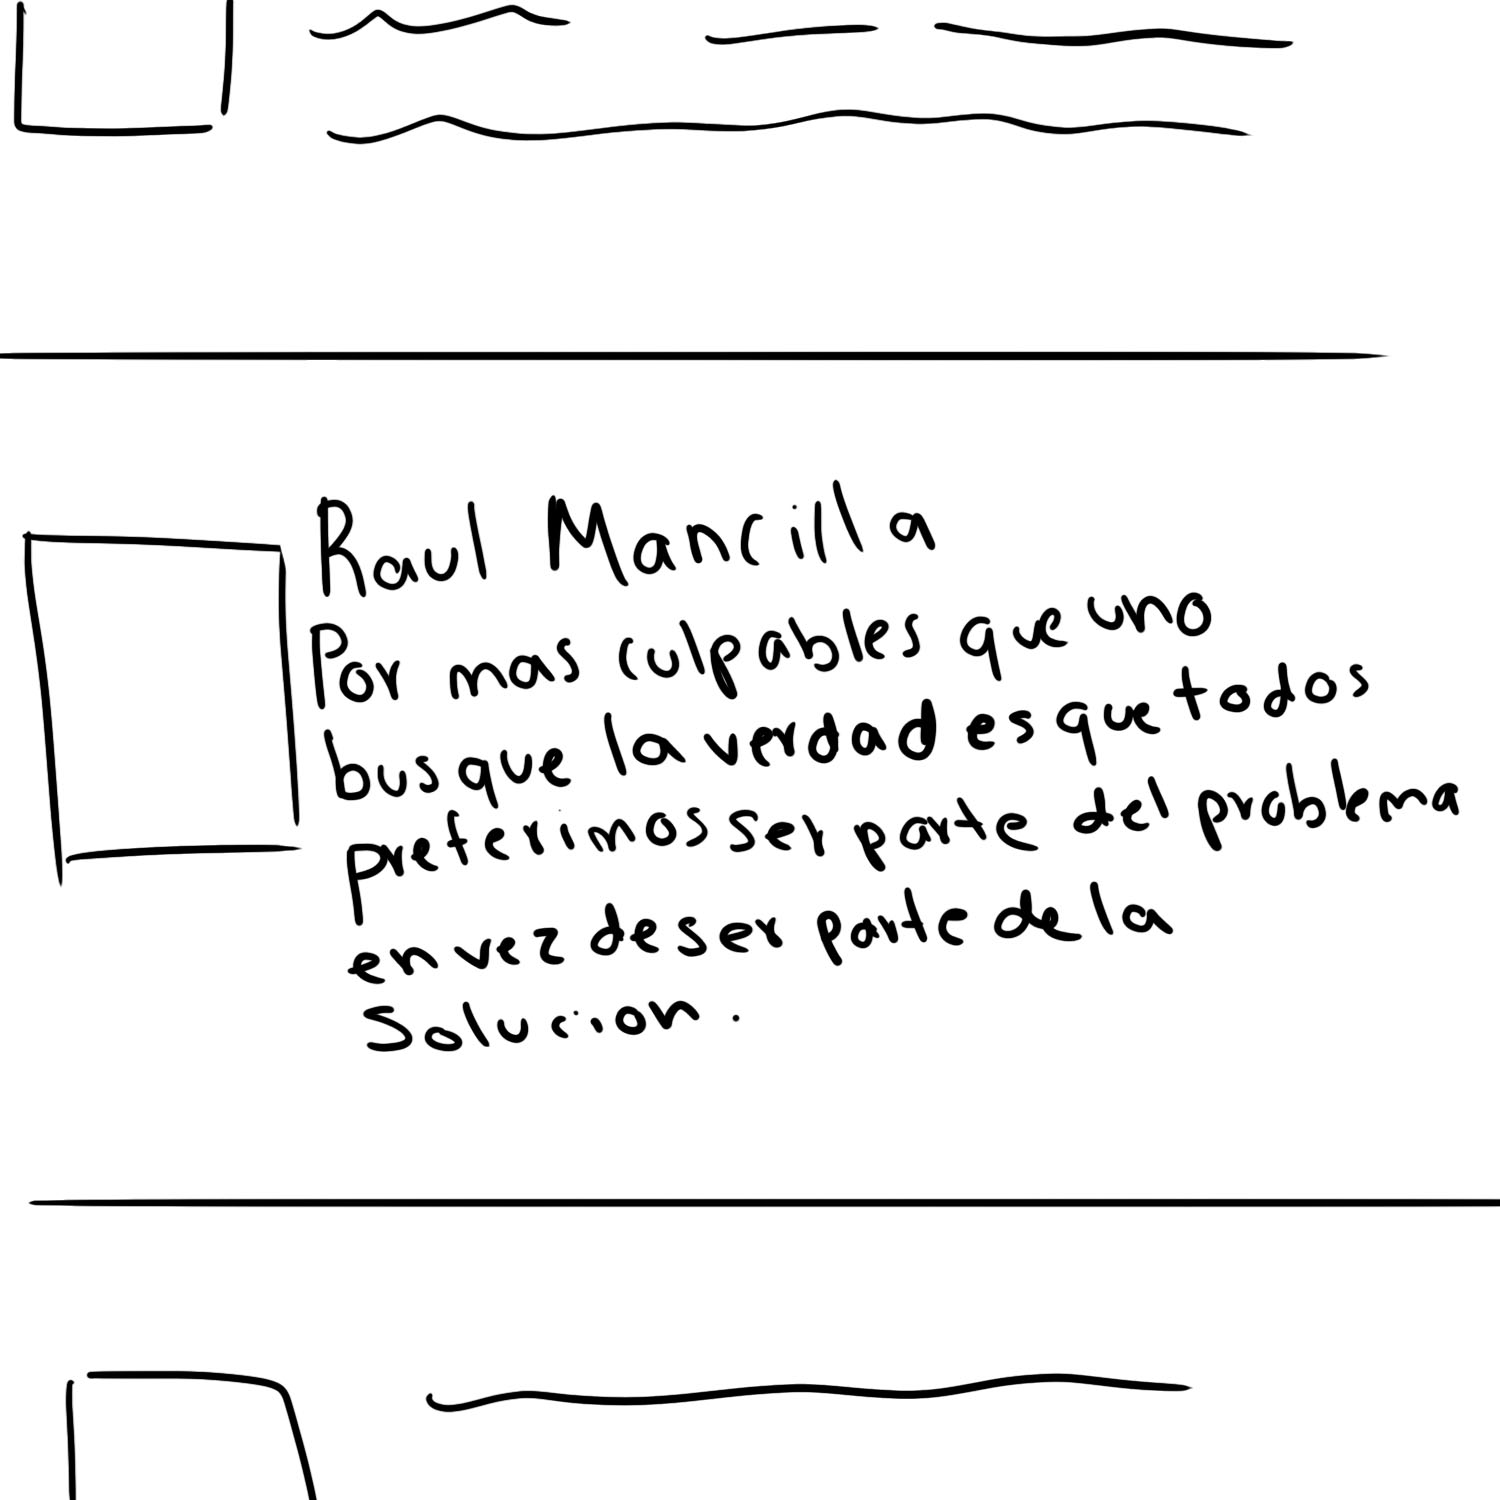 Raul Mancilla
Por mas culpables que uno
busque la verdad es que todos
preferimos ser parte del problema
en vez de ser parte de la
solucion.